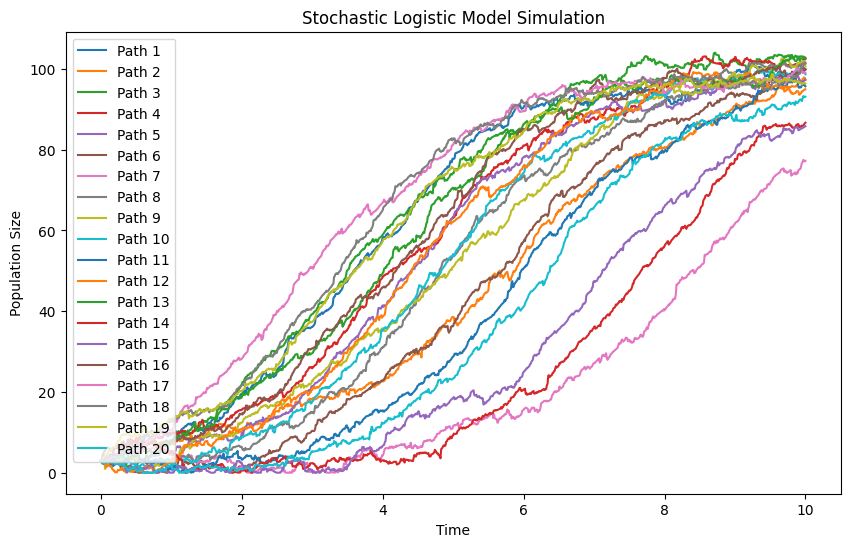 Stochastic Logistic Model Simulation
Path 1
Path 2
Path 3
Path 4
Path 5
Path 6
Path 7
Path 8
Path 9
Path 10
Path 11
Path 12
Path 13
Path 14
Path 15
Path 16
Path 17
Path 18
Path 19
Path 20
Population Size
100
80
60
40
20
0
0 2 4 6 8 10
Time